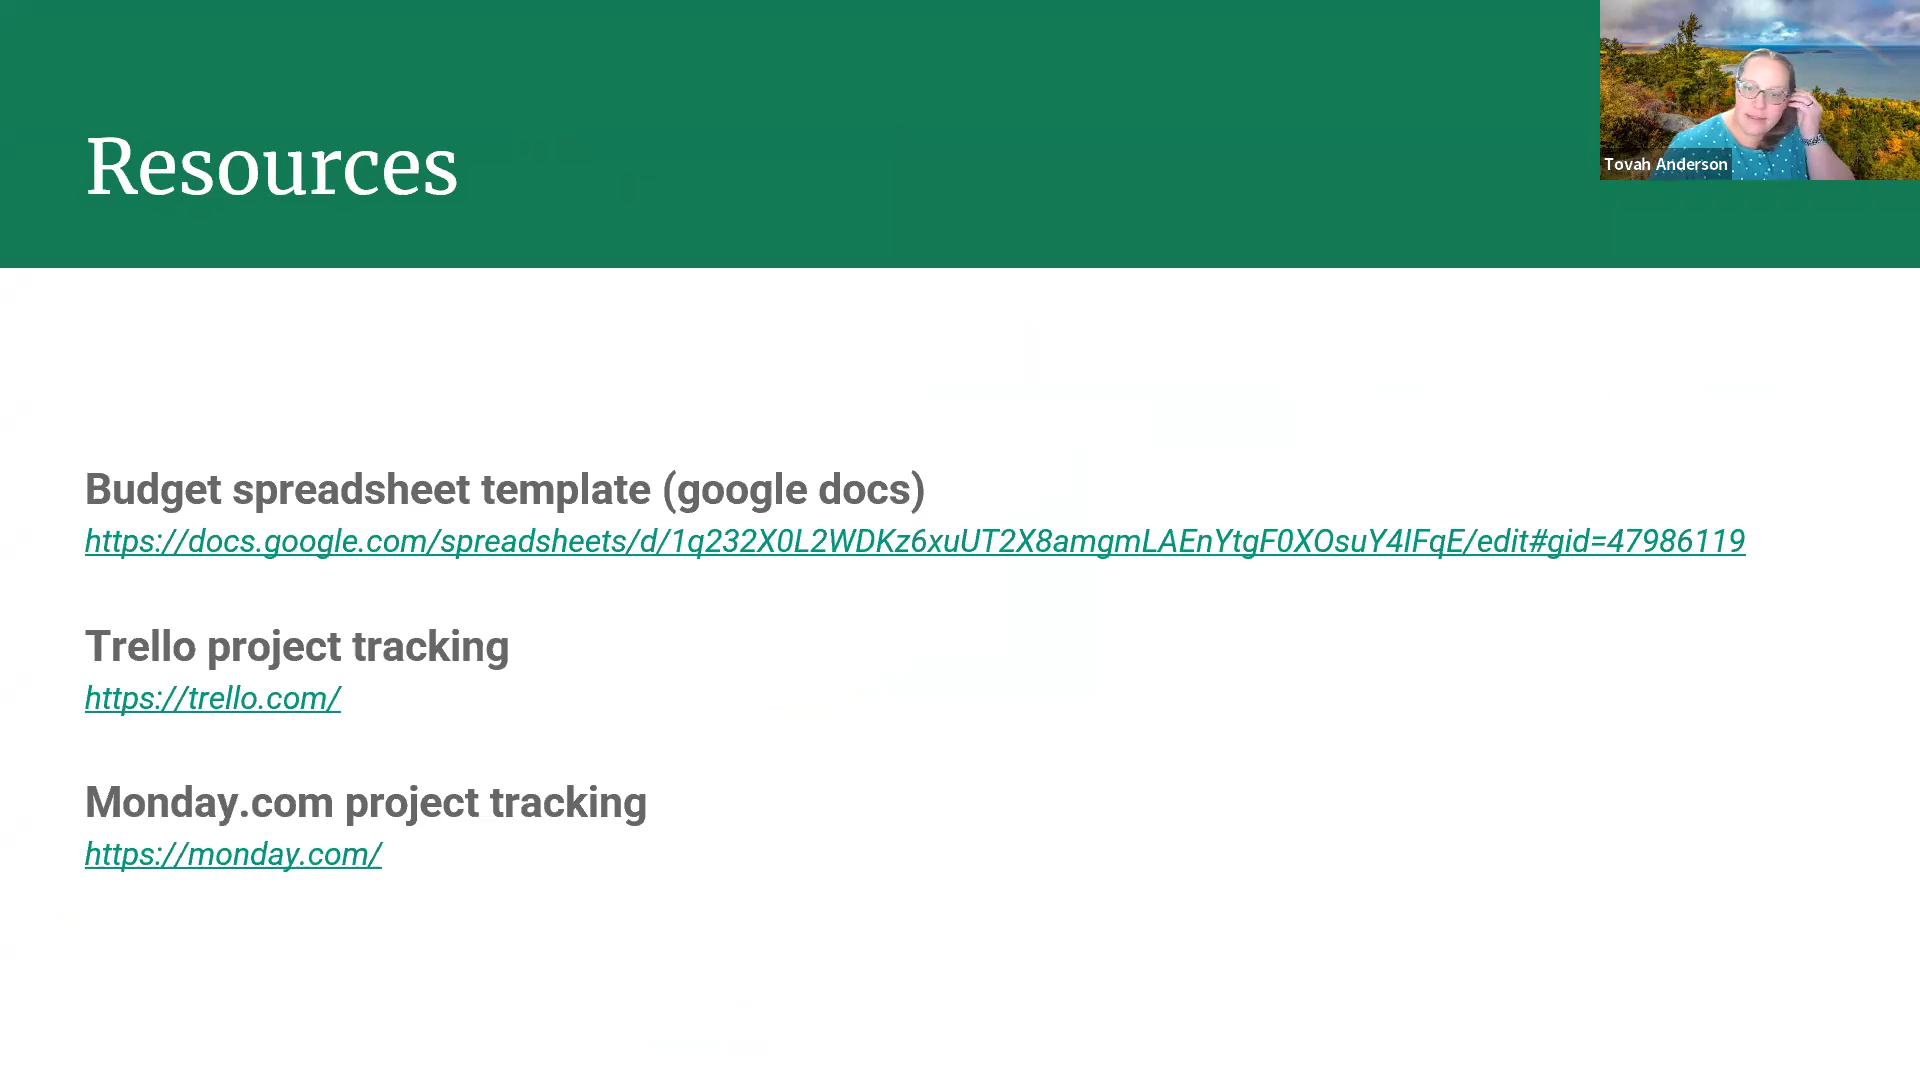 Resources
Tovah Anderson
Budget spreadsheet template (google docs)
https://docs.google.com/spreadsheets/d/1q232X0L2WDKz6xuUT2X8amgmLAEnYtgF0XOsuY4IFqE/edit#gid=47986119
Trello project tracking
https://trello.com/
Monday.com project tracking
https://monday.com/